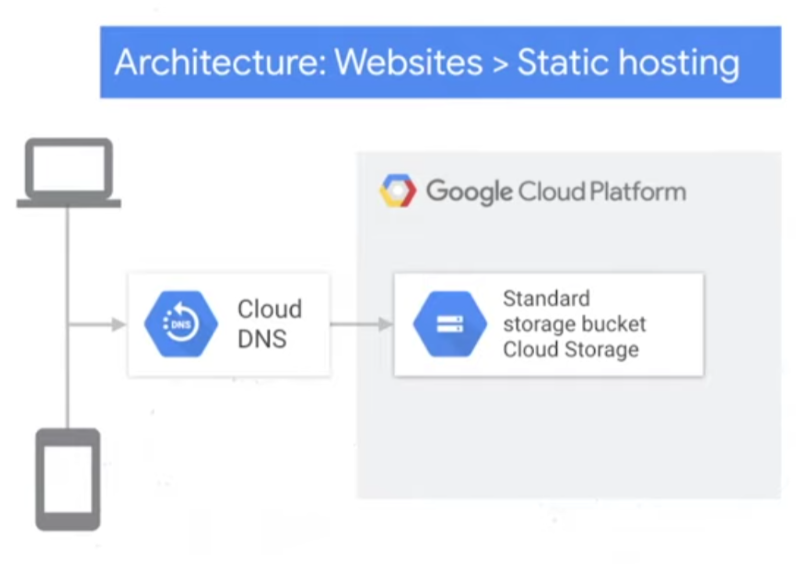 Architecture: Websites > Static hosting
Google Cloud Platform
DNS
Cloud
DNS
Standard
storage bucket
Cloud Storage